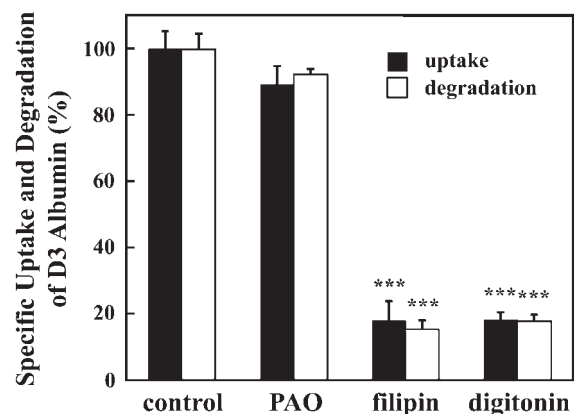 Specific Uptake and Degradation
of D3 Albumin (%)
100
80
60
40
20
0
uptake
degradation
*** ***
*** ***
control PAO filipin digitonin